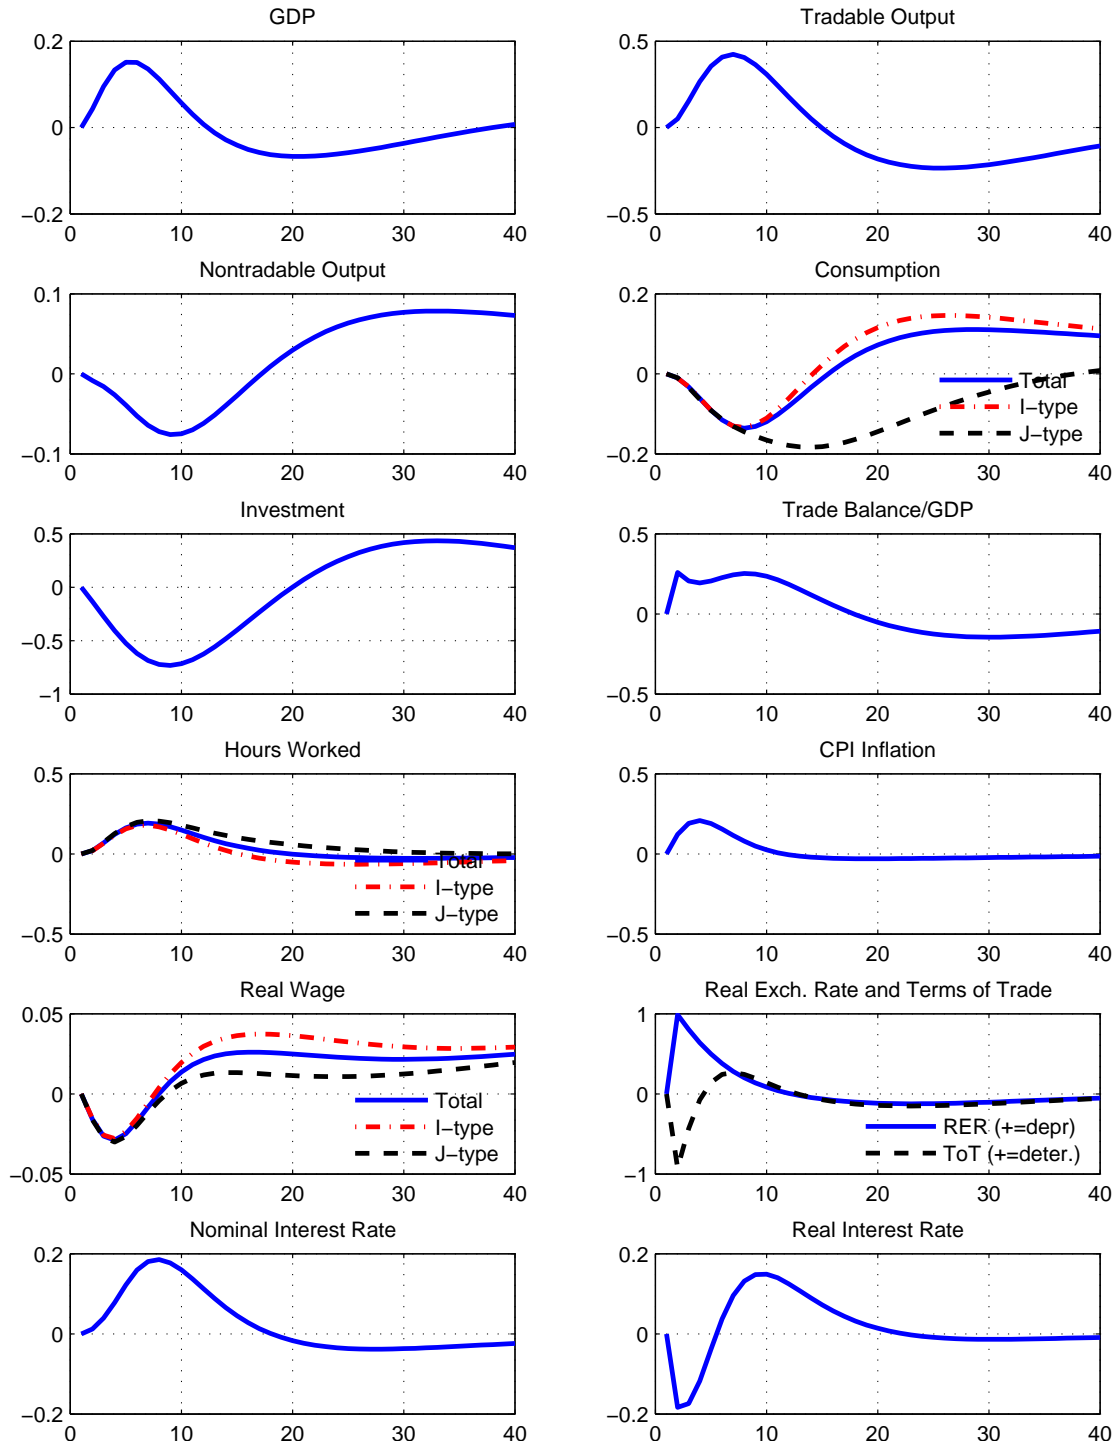 GDP
0.2
0
−0.2
0 10 20 30 40
Tradable Output
0.5
0
−0.5
0 10 20 30 40
Nontradable Output
0.1
0
−0.1
0 10 20 30 40
Consumption
0.2
0
−0.2
0 10 20 30 40
Total
I−type
J−type
Investment
0.5
0
−0.5
−1
0 10 20 30 40
Trade Balance/GDP
0.5
0
−0.5
0 10 20 30 40
Hours Worked
0.5
0
−0.5
0 10 20 30 40
Total
I−type
J−type
CPI Inflation
0.5
0
−0.5
0 10 20 30 40
Real Wage
0.05
0
−0.05
0 10 20 30 40
Total
I−type
J−type
Real Exch. Rate and Terms of Trade
1
0
−1
0 10 20 30 40
RER (+=depr)
ToT (+=deter.)
Nominal Interest Rate
0.2
0
−0.2
0 10 20 30 40
Real Interest Rate
0.2
0
−0.2
0 10 20 30 40